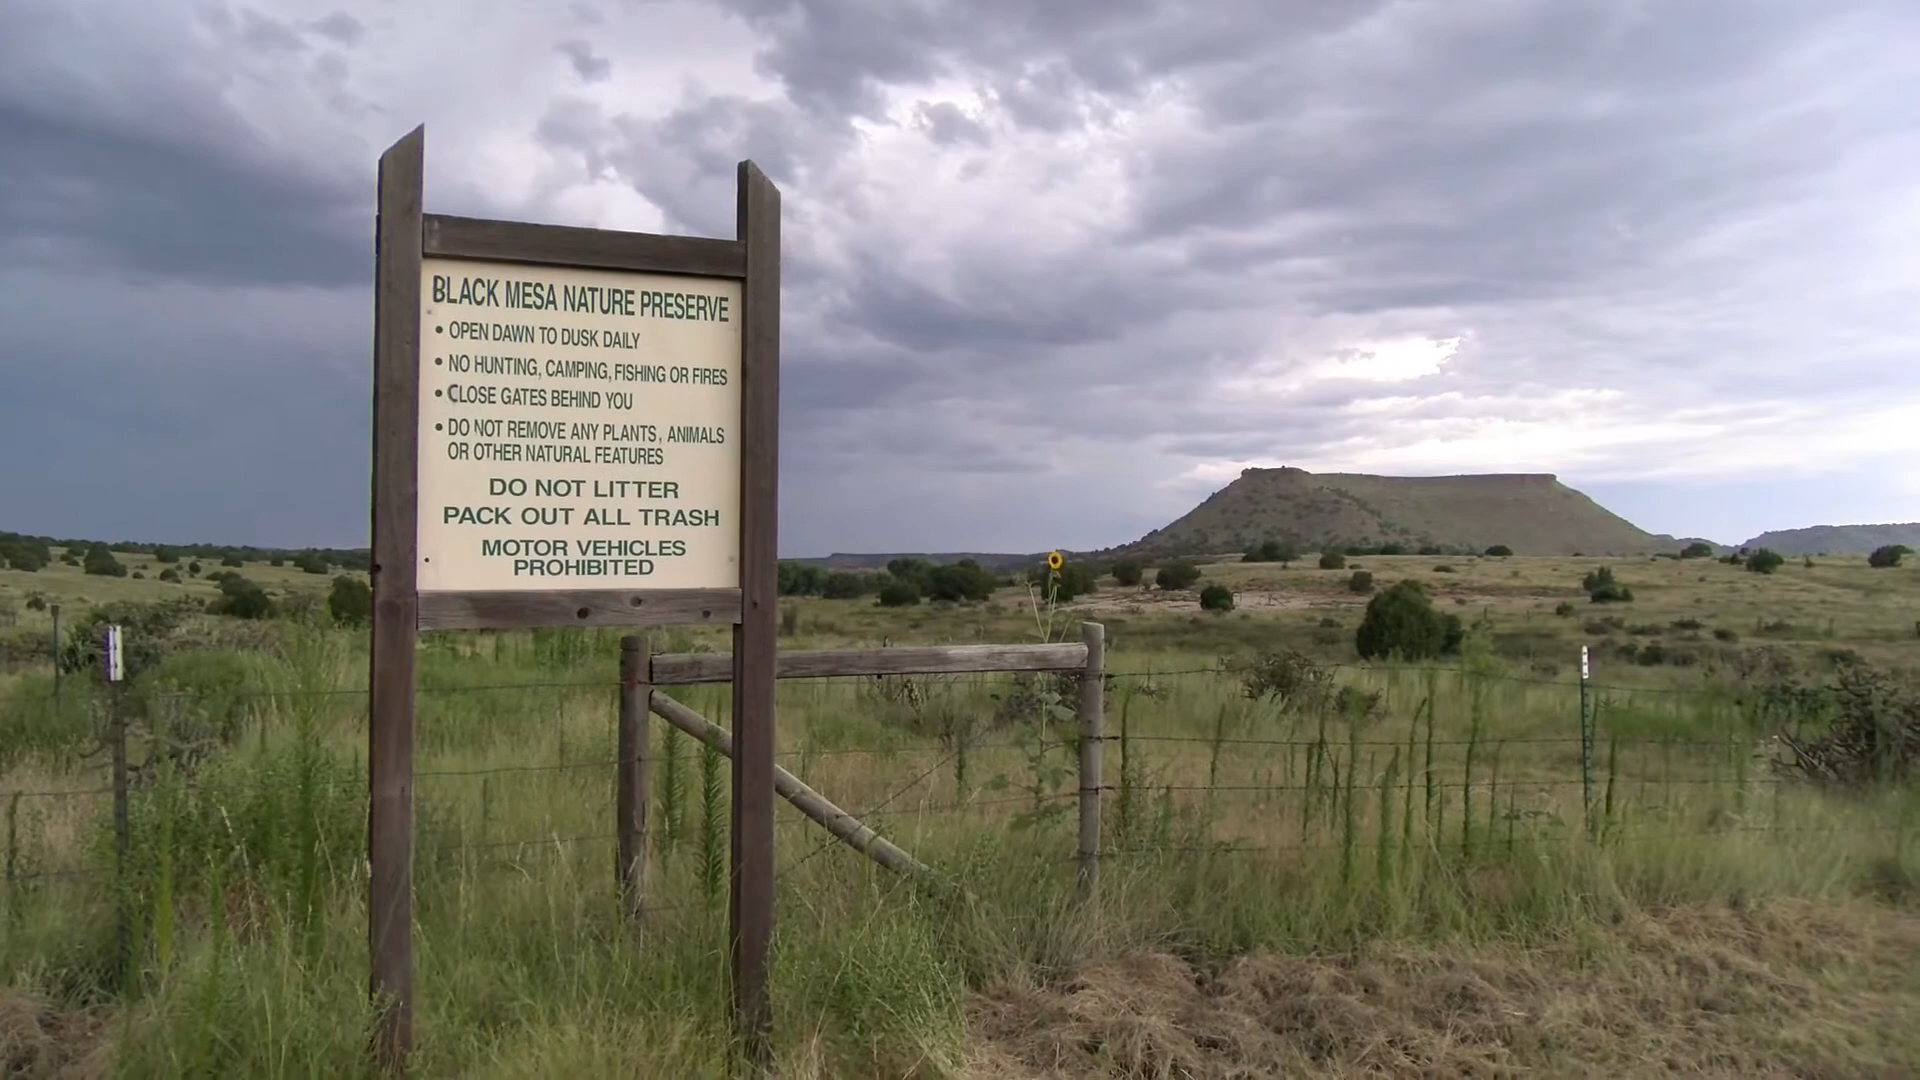 BLACK MESA NATURE PRESERVE
• OPEN DAWN TO DUSK DAILY
• NO HUNTING, CAMPING, FISHING OR FIRES
• CLOSE GATES BEHIND YOU
• DO NOT REMOVE ANY PLANTS, ANIMALS
OR OTHER NATURAL FEATURES
DO NOT LITTER
PACK OUT ALL TRASH
MOTOR VEHICLES
PROHIBITED